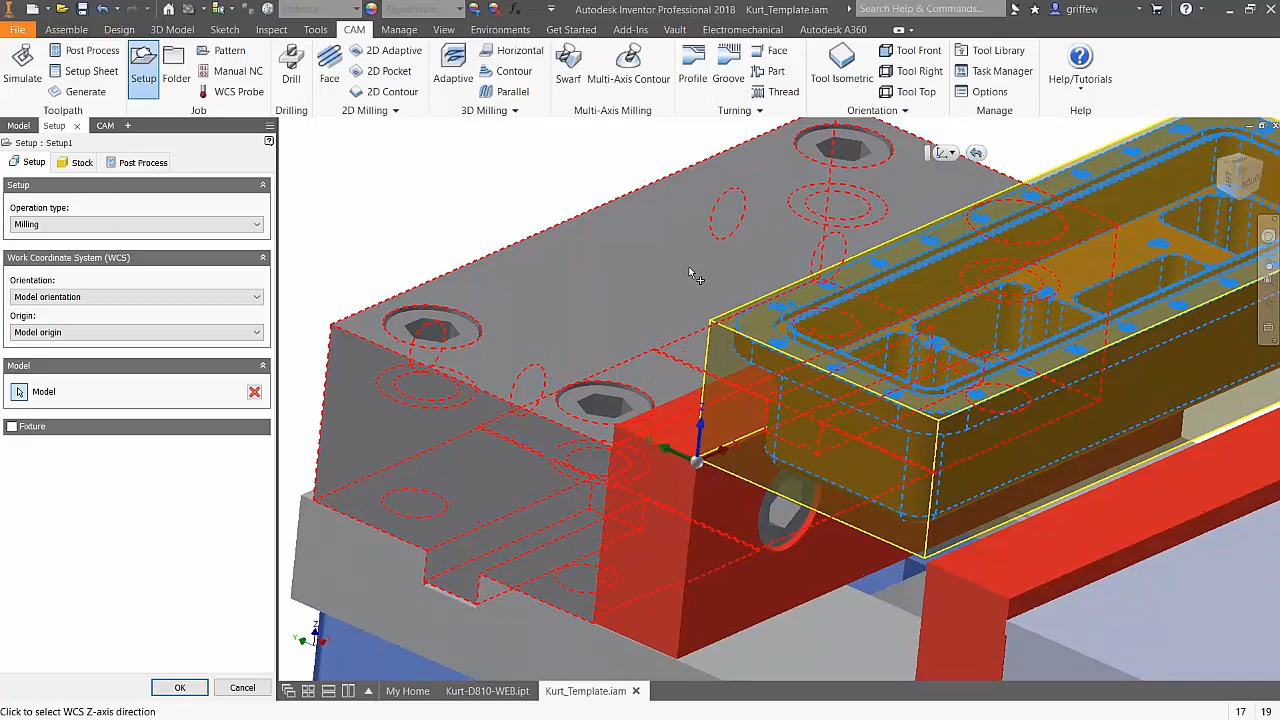 Material
Appearance
Autodesk Inventor Professional 2018 Kurt_Template.iam
Search Help & Commands...
griffew
File Assemble Design 3D Model Sketch Inspect Tools CAM Manage View Environments Get Started Add-Ins Vault Electromechanical Autodesk A360
Simulate
Post Process
Setup Sheet
Generate
Toolpath
Setup
Folder
Pattern
Manual N
WCS Probe
Job
Drill
Drilling
Face
2D Adaptive
2D Pocket
2D Contour
2D Milling
Adaptive
Horizontal
Contour
Parallel
3D Milling
Swarf
Multi-Axis Contour
Multi-Axis Milling
Profile
Groove
Face
Part
Thread
Turning
Tool Isometric
Tool Front
Tool Right
Tool Top
Orientation
Tool Library
Task Manager
Options
Manage
Help/Tutorials
Help
Model Setup CAM
Setup : Setup1
Setup Stock Post Process
Setup
Operation type:
Milling
Work Coordinate System (WCS)
Orientation:
Model orientation
Origin:
Model origin
Model
Model
Fixture
OK Cancel
LEFT
Z
Y
My Home Kurt-D810-WEB.ipt Kurt_Template.iam
Click to select WCS Z-axis direction
17 19